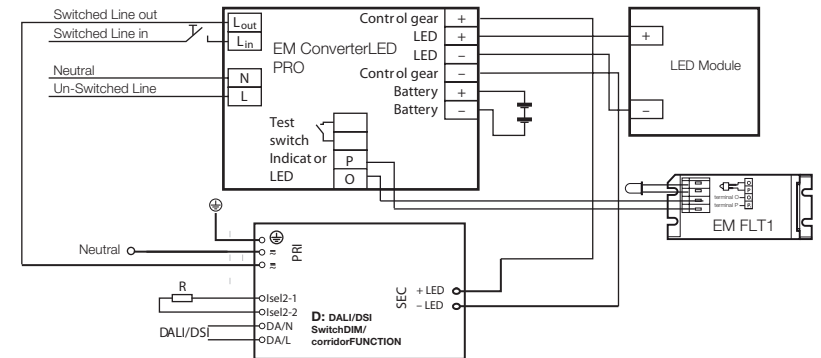 Switched Line out
Switched Line in
Neutral
Un-Switched Line
Lout
Lin
N
L
EM ConverterLED
PRO
Control gear +
LED +
LED –
Control gear –
Battery +
Battery –
Test
switch
Indicator
LED
P
O
+
–
LED Module
O
P
terminal O
terminal P
O
P
EM FLT1
Neutral
PRI
SEC
+ LED
– LED
R
Isel2-1
Isel2-2
DALI/DSI
DA/N
DA/L
D: DALI/DSI
SwitchDIM/
corridorFUNCTION